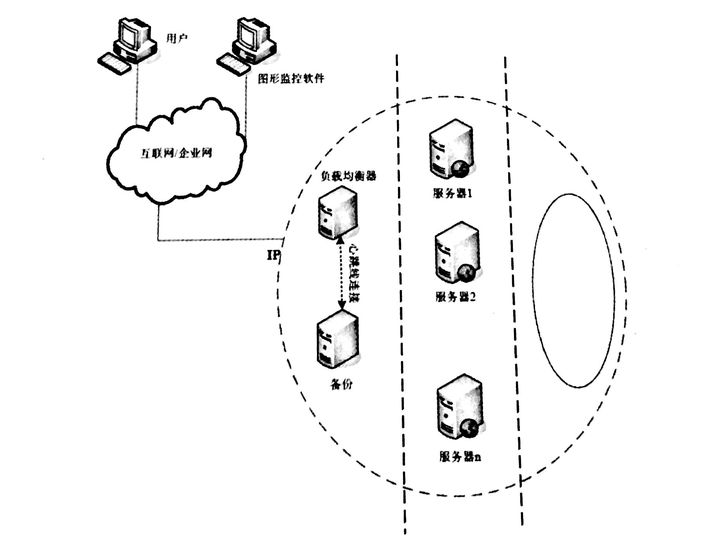 用户
图形监控软件
互联网/企业网
负载均衡器
服务器1
IP
心跳线连接
服务器2
备份
服务器n